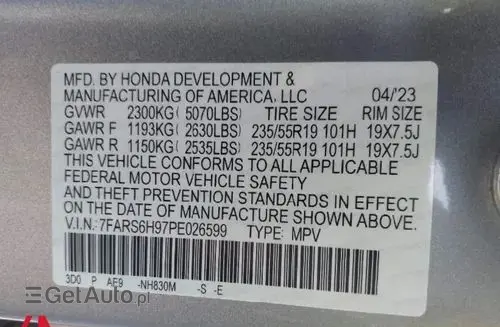 MFD. BY HONDA DEVELOPMENT &
MANUFACTURING OF AMERICA, LLC 04/'23
GVWR 2300KG (5070LBS) TIRE SIZE RIM SIZE
GAWR F 1193KG (2630LBS) 235/55R19 101H 19X7.5J
GAWR R 1150KG (2535LBS) 235/55R19 101H 19X7.5J
THIS VEHICLE CONFORMS TO ALL APPLICABLE
FEDERAL MOTOR VEHICLE SAFETY
AND THEFT PREVENTION STANDARDS IN EFFECT
ON THE DATE OF MANUFACTURE SHOWN ABOVE.
V.I.N.: 7FARS6H97PE026599 TYPE: MPV
3D0 P AE9 -NH830M -S -E
GetAuto.pl